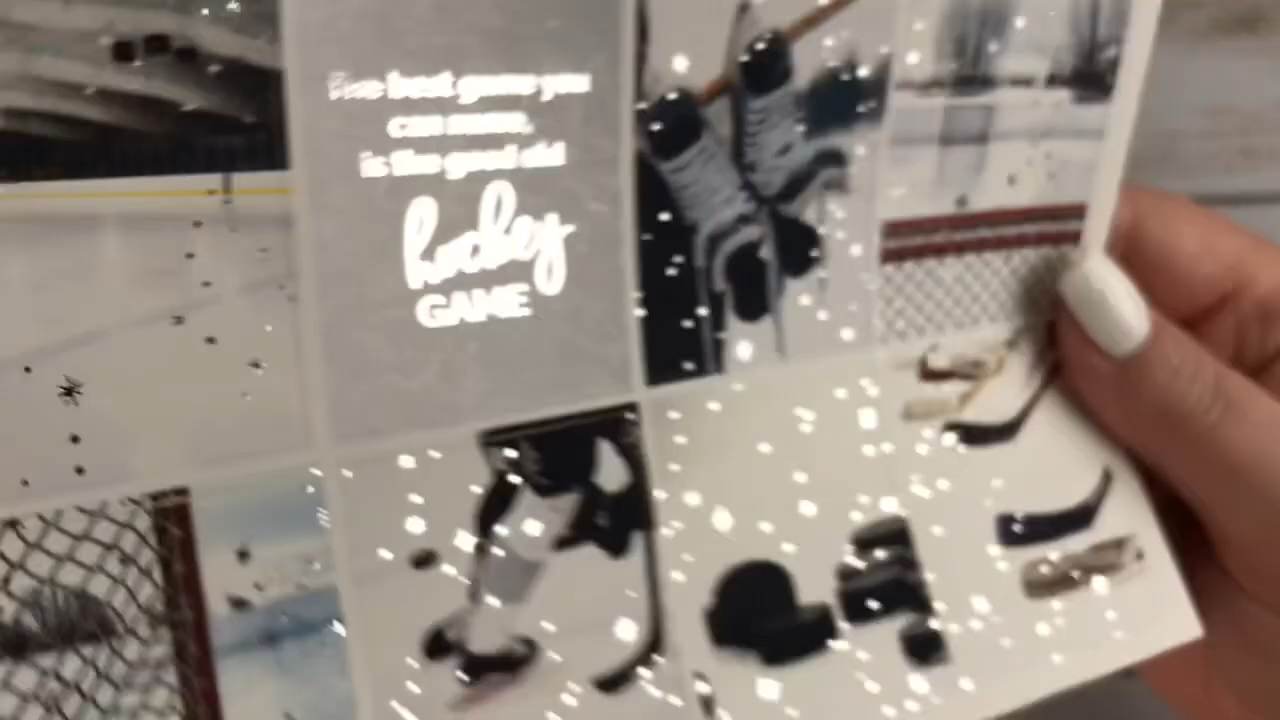 The best game you
can name,
is the good old
hockey
GAME